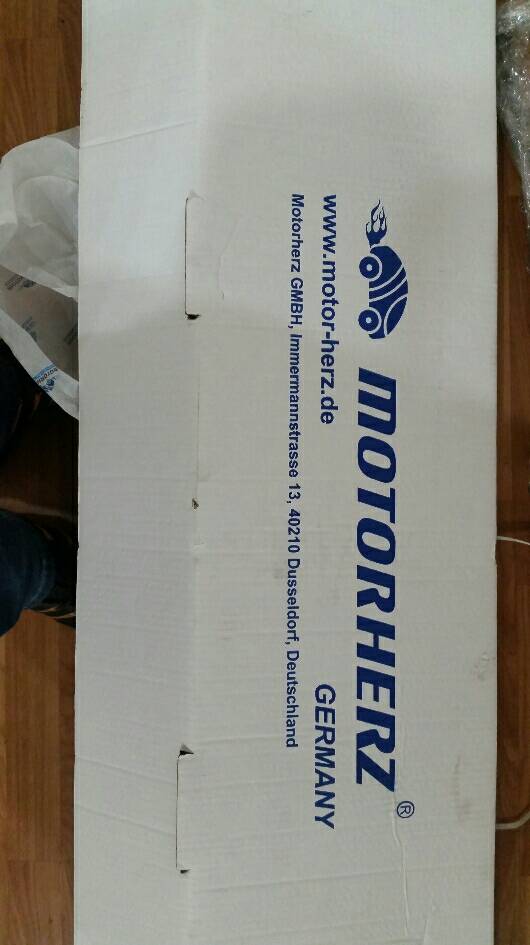 MOTORHERZ ®
www.motor-herz.de GERMANY
Motorherz GMBH, Immermannstrasse 13, 40210 Dusseldorf, Deutschland